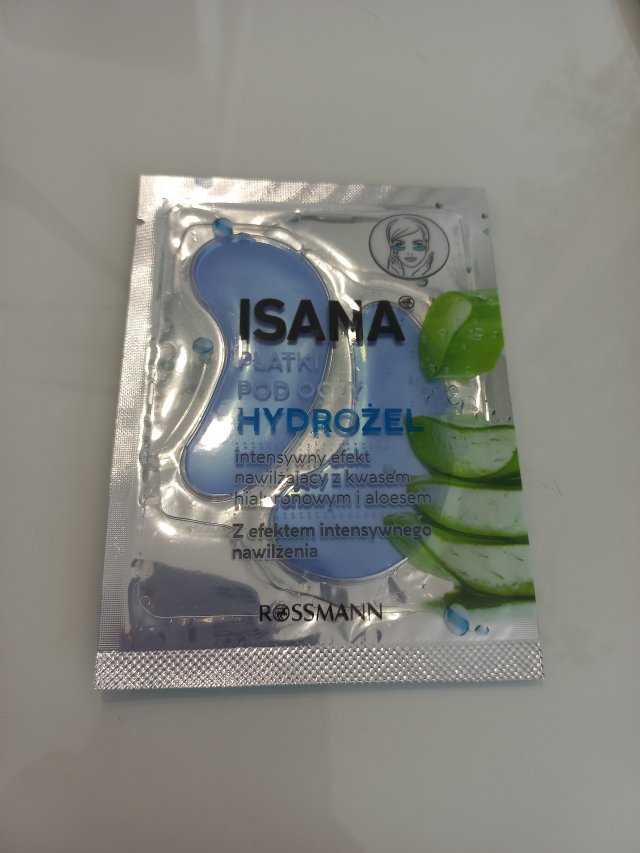 ISANA
PŁATKI
POD OCZY
HYDROŻEL
intensywny efekt
nawilżający z kwasem
hialuronowym i aloesem
Z efektem intensywnego
nawilżenia
ROSSMANN